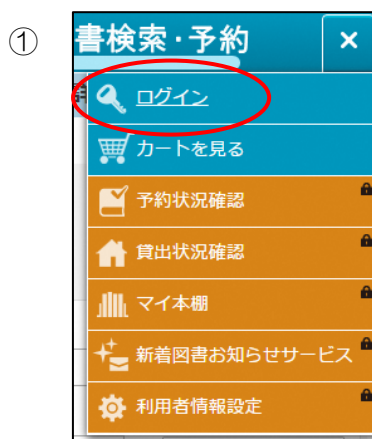 ①
書検索・予約
×
ログイン
カートを見る
予約状況確認
貸出状況確認
マイ本棚
新着図書お知らせサービス
利用者情報設定